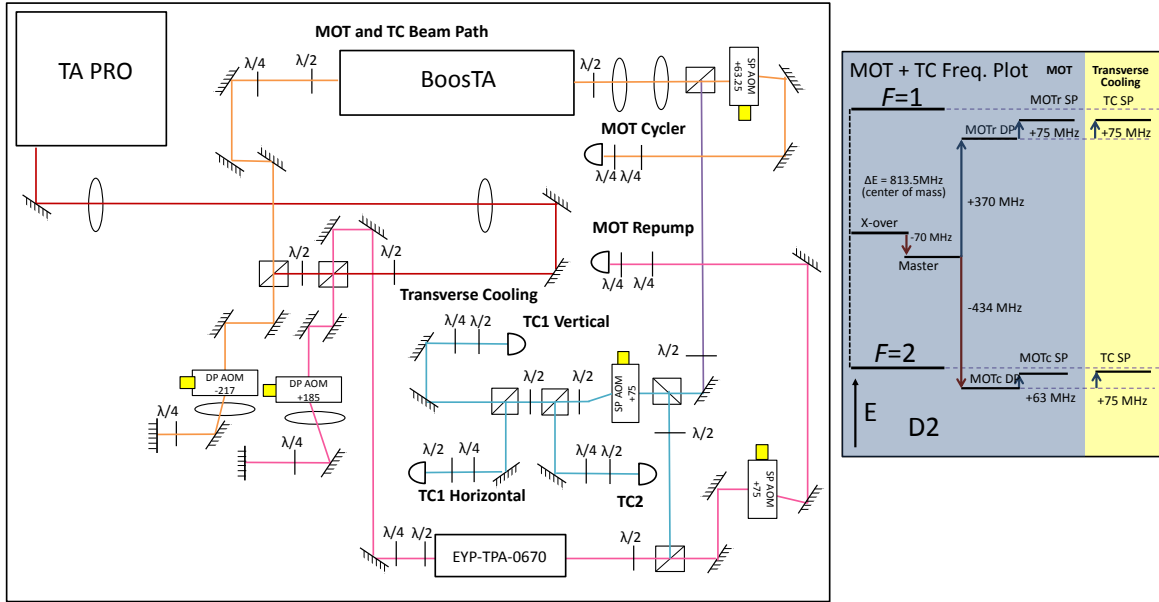 MOT and TC Beam Path
TA PRO
λ/4
λ/2
BoosTA
λ/2
SP AOM
+63.25
MOT Cycler
λ/4 λ/4
λ/2
λ/2
MOT Repump
λ/4 λ/4
Transverse Cooling
TC1 Vertical
λ/4 λ/2
λ/2
DP AOM
-217
DP AOM
+185
λ/4
λ/4
λ/2
λ/2
SP AOM
+75
λ/2
λ/2 λ/4
TC1 Horizontal
λ/4 λ/2
TC2
SP AOM
+75
λ/4
λ/2
EYP-TPA-0670
λ/2
MOT + TC Freq. Plot
MOT
Transverse
Cooling
F=1
MOTr SP
TC SP
MOTr DP
+75 MHz
+75 MHz
ΔE = 813.5MHz
(center of mass)
+370 MHz
X-over
-70 MHz
Master
-434 MHz
F=2
MOTc SP
TC SP
MOTc DP
+63 MHz
+75 MHz
E
D2